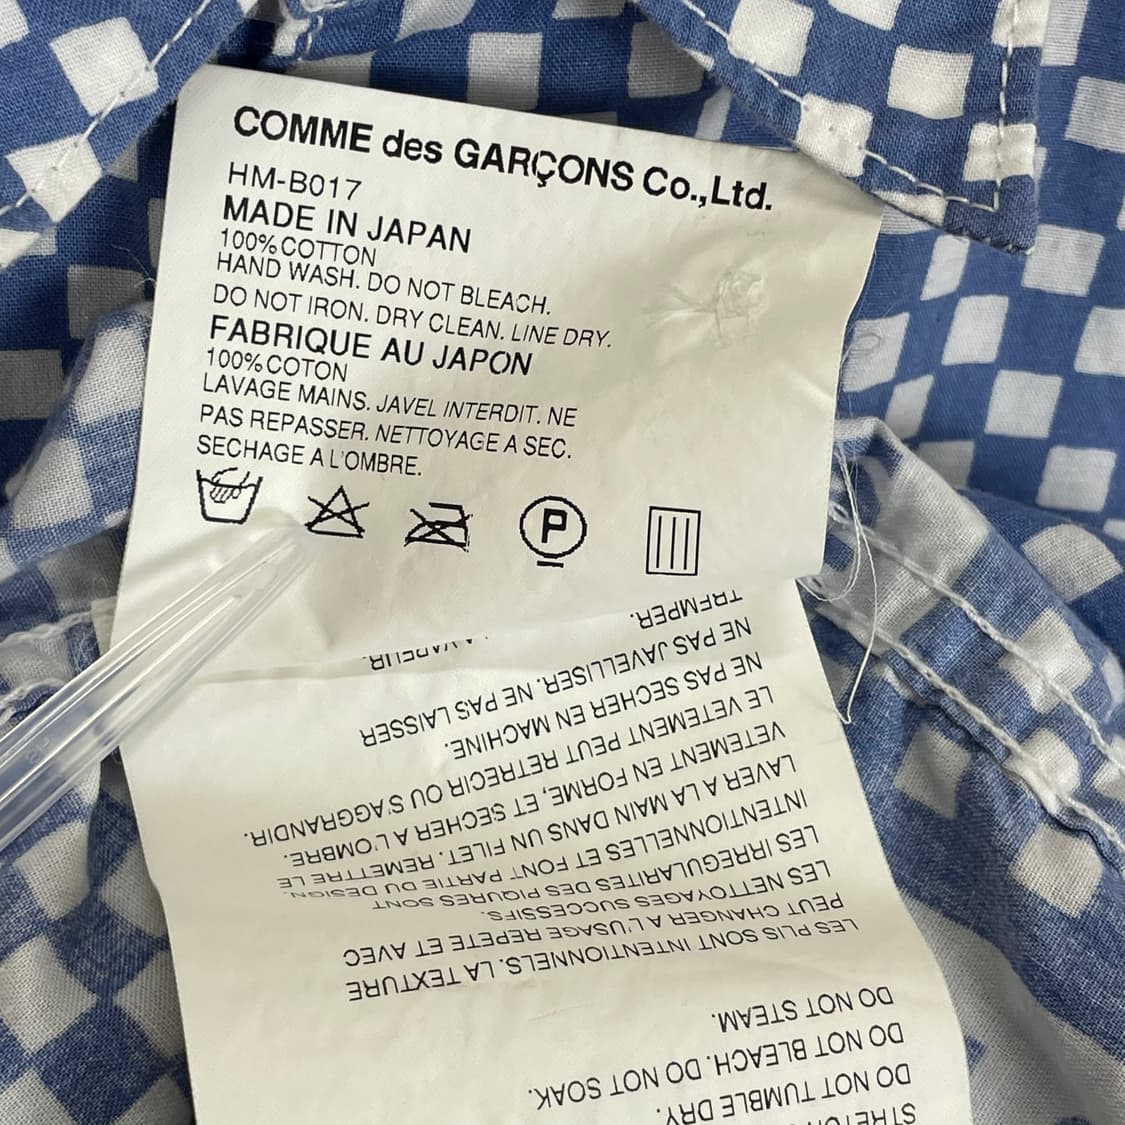 COMME des GARÇONS Co.,Ltd.
HM-B017
MADE IN JAPAN
100% COTTON
HAND WASH. DO NOT BLEACH.
DO NOT IRON. DRY CLEAN. LINE DRY.
FABRIQUE AU JAPON
100% COTON
LAVAGE MAINS. JAVEL INTERDIT. NE
PAS REPASSER. NETTOYAGE A SEC.
SECHAGE A L'OMBRE.
P
DO NOT TUMBLE DRY.
DO NOT BLEACH. DO NOT SOAK.
DO NOT STEAM.
LES PLIS SONT INTENTIONNELS. LA TEXTURE
PEUT CHANGER A L'USAGE REPETE ET AVEC
LES NETTOYAGES SUCCESSIFS.
LES IRREGULARITES DES PIQURES SONT
INTENTIONNELLES ET FONT PARTIE DU DESIGN.
LAVER A LA MAIN DANS UN FILET. REMETTRE LE
VETEMENT EN FORME, ET SECHER A L'OMBRE.
LE VETEMENT PEUT RETRECIR OU S'AGGRANDIR.
NE PAS SECHER EN MACHINE.
NE PAS JAVELLISER. NE PAS LAISSER
TREMPER.